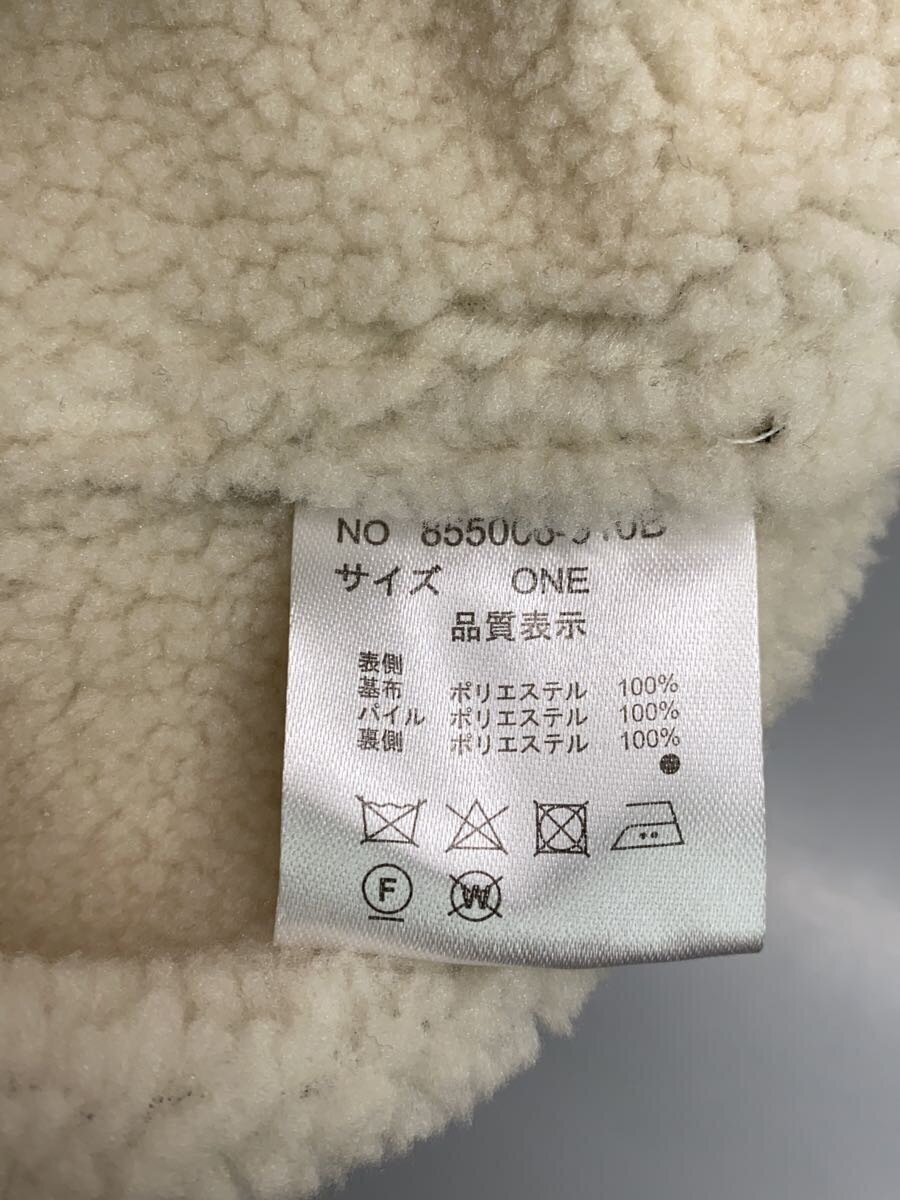 NO
サイズ ONE
品質表示
表側
基布 ポリエステル 100%
パイル ポリエステル 100%
裏側 ポリエステル 100%
F
W